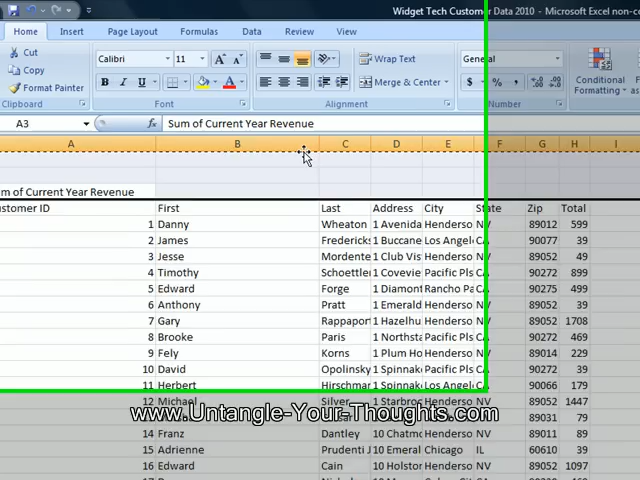 Widget Tech Customer Data 2010 - Microsoft Excel non-co
Home Insert Page Layout Formulas Data Review View
Cut
Copy
Format Painter
Calibri 11 A A
B I U A
Wrap Text
Merge & Center
General
$ % ,
Conditional
Formatting
Clipboard Font Alignment Number
A3 fx Sum of Current Year Revenue
A B C D E F G H I
m of Current Year Revenue
stomer ID First Last Address City State Zip Total
1 Danny Wheaton 1 Avenida Henderso NV 89012 599
2 James Fredericks 1 Buccane Los Angel CA 90077 39
3 Jesse Mordente 1 Club Vis Henderso NV 89052 49
4 Timothy Schoettler 1 Covevie Pacific Pls CA 90272 899
5 Edward Forge 1 Diamon Rancho Pa CA 90275 499
6 Anthony Pratt 1 Emerald Henderso NV 89052 39
7 Gary Rappapor 1 Hazelhu Henderso NV 89052 1708
8 Brooke Paris 1 Northsta Pacific Pls CA 90272 469
9 Fely Korns 1 Plum Ho Henderso NV 89014 229
10 David Opolinsky 1 Spinnak Pacific Pls CA 90272 39
11 Herbert Hirschmar 1 Spinnak Los Angel CA 90066 179
12 Michael Silver 1 Starbro Henderso NV 89052 1447
www.Untangle-Your-Thoughts.com
89031 79
14 Franz Dantley 10 Chatmo Henderso NV 89011 89
15 Adrienne Prudenti J 10 Emeral Chicago IL 60610 39
16 Edward Cain 10 Holston Henderso NV 89052 1097